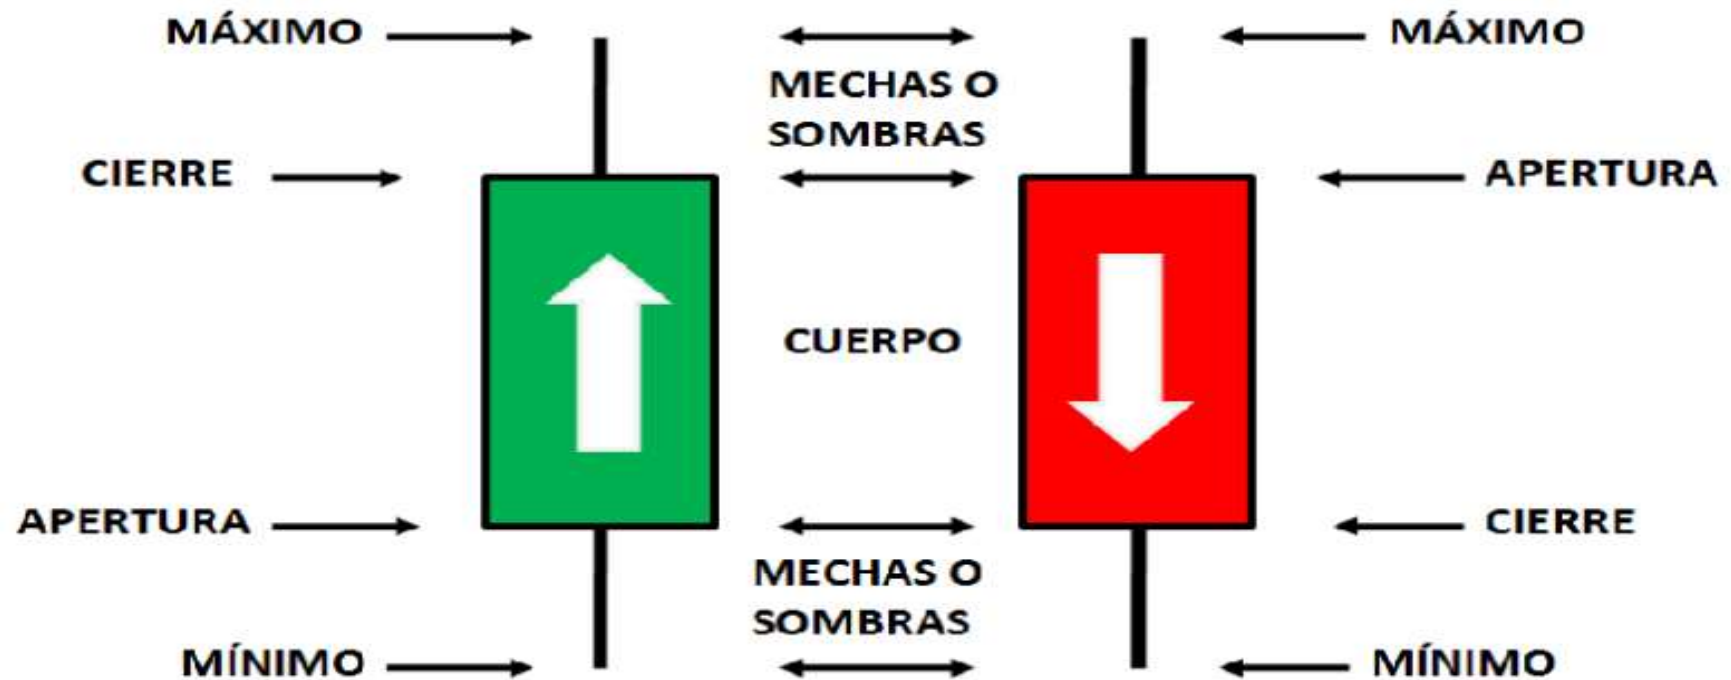 MÁXIMO
MÁXIMO
MECHAS O
SOMBRAS
CIERRE
APERTURA
CUERPO
APERTURA
CIERRE
MECHAS O
SOMBRAS
MÍNIMO
MÍNIMO